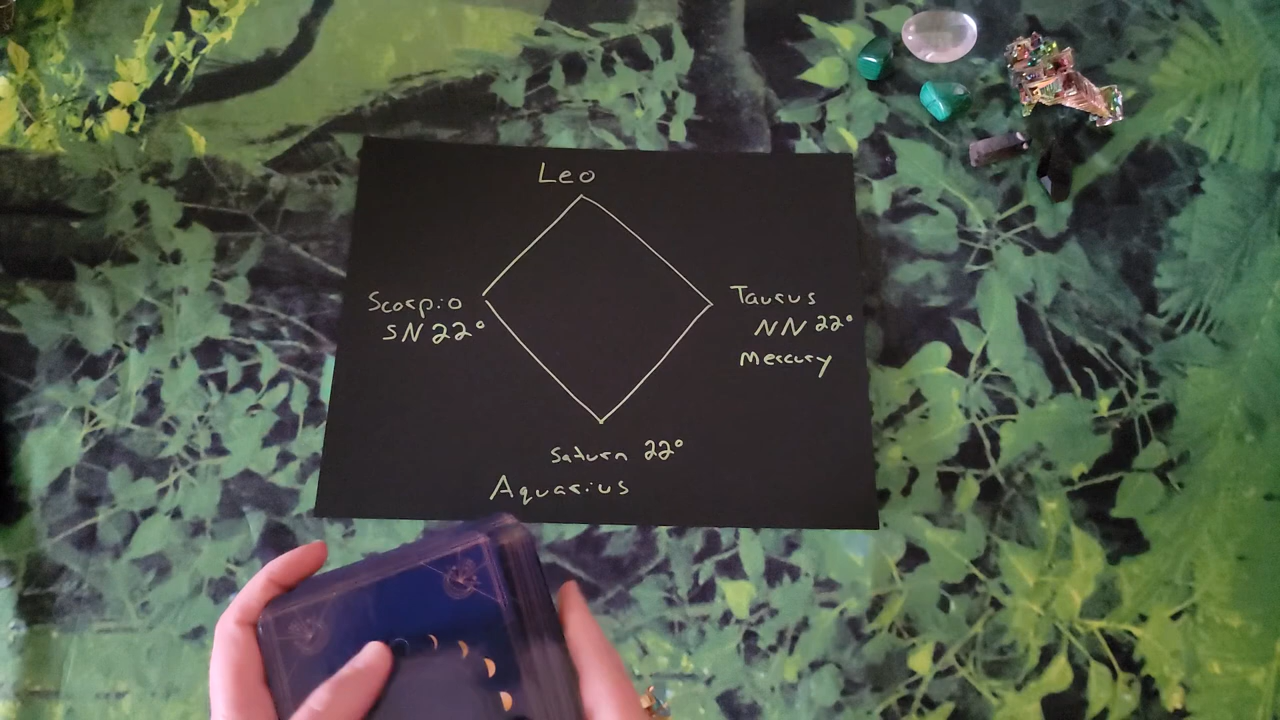 Leo
Scorpio
SN 22°
Taurus
NN 22°
Mercury
Saturn 22°
Aquarius